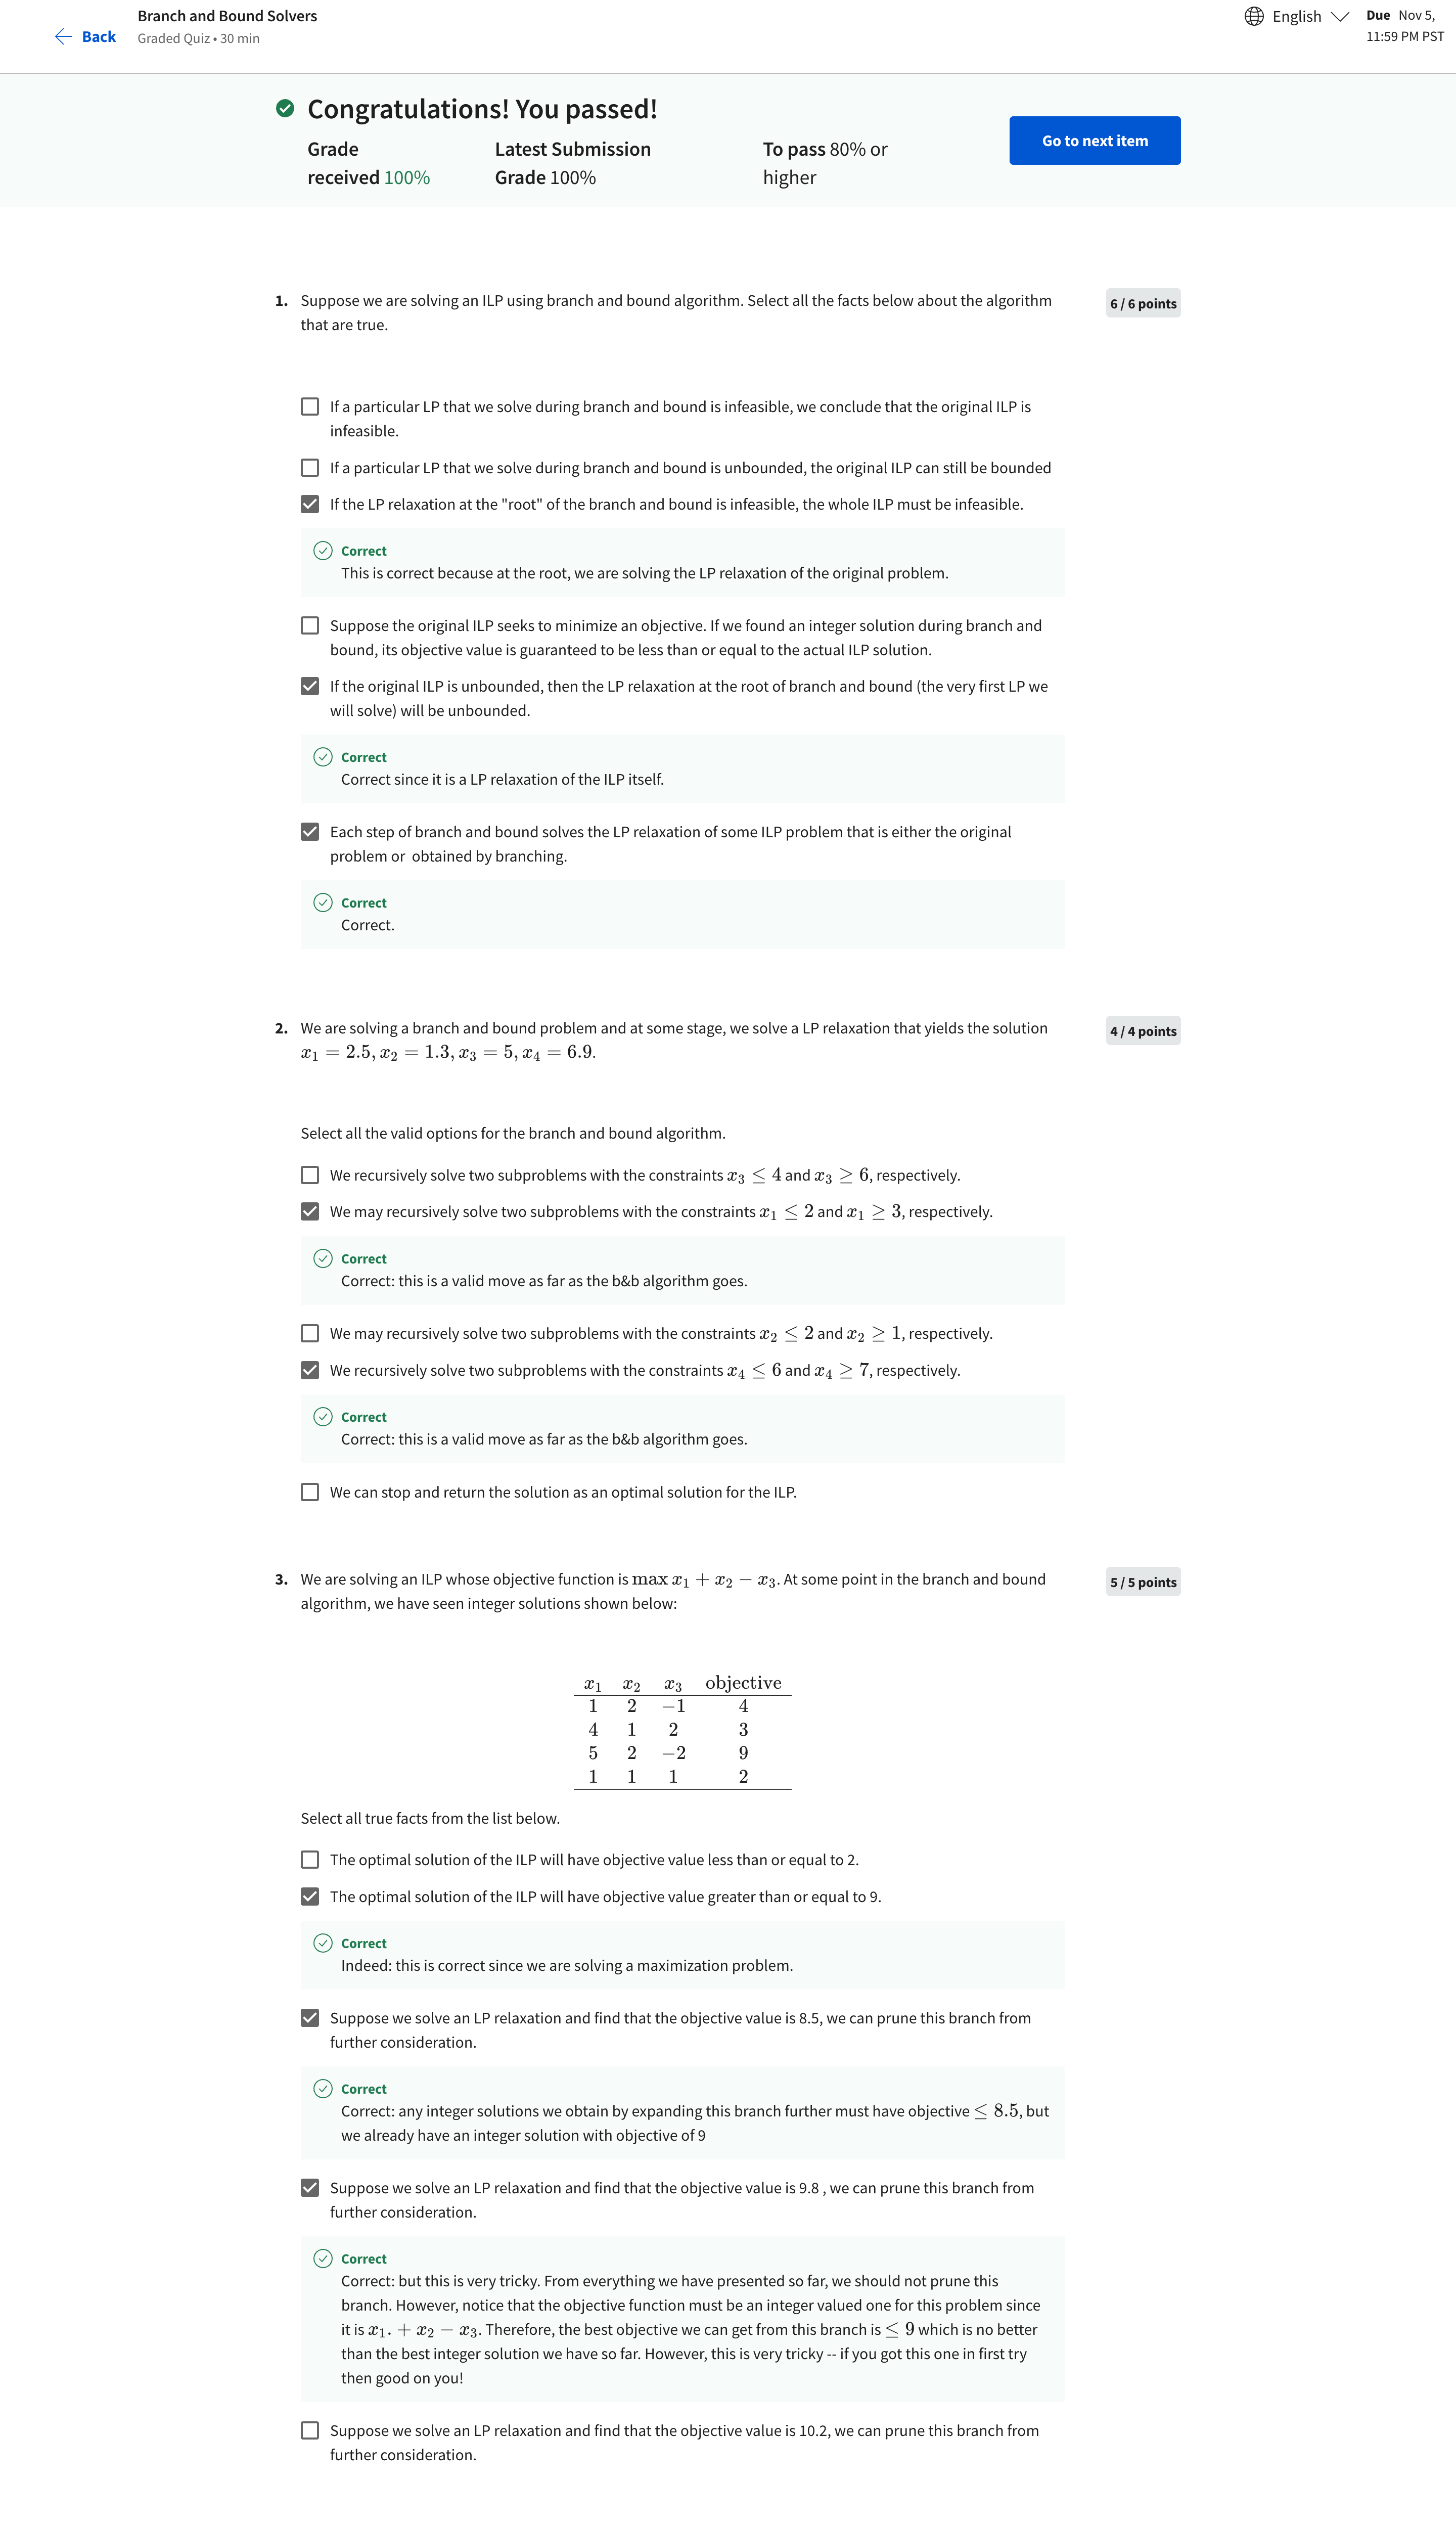 Back
Branch and Bound Solvers
Graded Quiz • 30 min
English
Due Nov 5,
11:59 PM PST
Congratulations! You passed!
Grade
received 100%
Latest Submission
Grade 100%
To pass 80% or
higher
Go to next item
1. Suppose we are solving an ILP using branch and bound algorithm. Select all the facts below about the algorithm
that are true.
6 / 6 points
If a particular LP that we solve during branch and bound is infeasible, we conclude that the original ILP is
infeasible.
If a particular LP that we solve during branch and bound is unbounded, the original ILP can still be bounded
If the LP relaxation at the "root" of the branch and bound is infeasible, the whole ILP must be infeasible.
Correct
This is correct because at the root, we are solving the LP relaxation of the original problem.
Suppose the original ILP seeks to minimize an objective. If we found an integer solution during branch and
bound, its objective value is guaranteed to be less than or equal to the actual ILP solution.
If the original ILP is unbounded, then the LP relaxation at the root of branch and bound (the very first LP we
will solve) will be unbounded.
Correct
Correct since it is a LP relaxation of the ILP itself.
Each step of branch and bound solves the LP relaxation of some ILP problem that is either the original
problem or obtained by branching.
Correct
Correct.
2. We are solving a branch and bound problem and at some stage, we solve a LP relaxation that yields the solution
x₁ = 2.5, x₂ = 1.3, x₃ = 5, x₄ = 6.9.
4 / 4 points
Select all the valid options for the branch and bound algorithm.
We recursively solve two subproblems with the constraints x₃ ≤ 4 and x₃ ≥ 6, respectively.
We may recursively solve two subproblems with the constraints x₁ ≤ 2 and x₁ ≥ 3, respectively.
Correct
Correct: this is a valid move as far as the b&b algorithm goes.
We may recursively solve two subproblems with the constraints x₂ ≤ 2 and x₂ ≥ 1, respectively.
We recursively solve two subproblems with the constraints x₄ ≤ 6 and x₄ ≥ 7, respectively.
Correct
Correct: this is a valid move as far as the b&b algorithm goes.
We can stop and return the solution as an optimal solution for the ILP.
3. We are solving an ILP whose objective function is max x₁ + x₂ − x₃. At some point in the branch and bound
algorithm, we have seen integer solutions shown below:
5 / 5 points
x₁ x₂ x₃ objective
1 2 −1 4
4 1 2 3
5 2 −2 9
1 1 1 2
Select all true facts from the list below.
The optimal solution of the ILP will have objective value less than or equal to 2.
The optimal solution of the ILP will have objective value greater than or equal to 9.
Correct
Indeed: this is correct since we are solving a maximization problem.
Suppose we solve an LP relaxation and find that the objective value is 8.5, we can prune this branch from
further consideration.
Correct
Correct: any integer solutions we obtain by expanding this branch further must have objective ≤ 8.5, but
we already have an integer solution with objective of 9
Suppose we solve an LP relaxation and find that the objective value is 9.8 , we can prune this branch from
further consideration.
Correct
Correct: but this is very tricky. From everything we have presented so far, we should not prune this
branch. However, notice that the objective function must be an integer valued one for this problem since
it is x₁. + x₂ − x₃. Therefore, the best objective we can get from this branch is ≤ 9 which is no better
than the best integer solution we have so far. However, this is very tricky -- if you got this one in first try
then good on you!
Suppose we solve an LP relaxation and find that the objective value is 10.2, we can prune this branch from
further consideration.